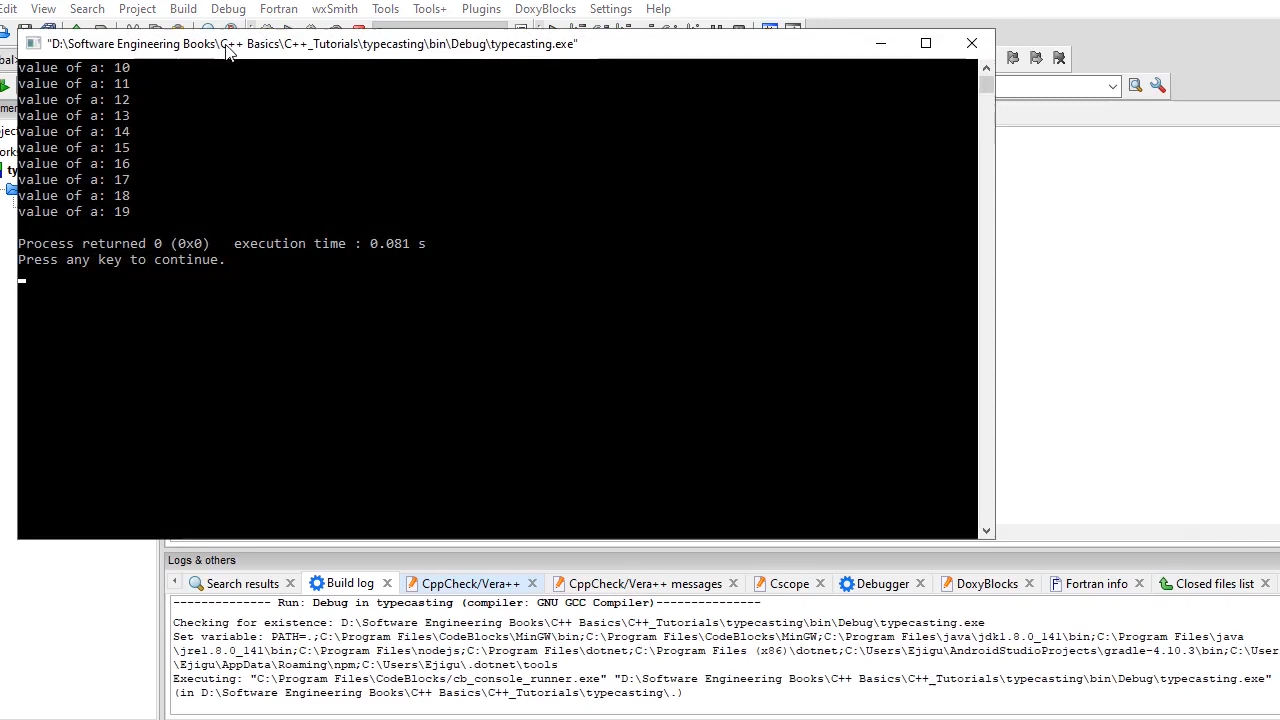 Edit View Search Project Build Debug Fortran wxSmith Tools Tools+ Plugins DoxyBlocks Settings Help
"D:\Software Engineering Books\C++ Basics\C++_Tutorials\typecasting\bin\Debug\typecasting.exe"
value of a: 10
value of a: 11
value of a: 12
value of a: 13
value of a: 14
value of a: 15
value of a: 16
value of a: 17
value of a: 18
value of a: 19
Process returned 0 (0x0)   execution time : 0.081 s
Press any key to continue.
Logs & others
Search results Build log CppCheck/Vera++ CppCheck/Vera++ messages Cscope Debugger DoxyBlocks Fortran info Closed files list
-------------- Run: Debug in typecasting (compiler: GNU GCC Compiler)---------------
Checking for existence: D:\Software Engineering Books\C++ Basics\C++_Tutorials\typecasting\bin\Debug\typecasting.exe
Set variable: PATH=.;C:\Program Files\CodeBlocks\MinGW\bin;C:\Program Files\CodeBlocks\MinGW;C:\Program Files\java\jdk1.8.0_141\bin;C:\Program Files\java
\jre1.8.0_141\bin;C:\Program Files\nodejs;C:\Program Files\dotnet;C:\Program Files (x86)\dotnet;C:\Users\Ejigu\AndroidStudioProjects\gradle-4.10.3\bin;C:\User
\Ejigu\AppData\Roaming\npm;C:\Users\Ejigu\.dotnet\tools
Executing: "C:\Program Files\CodeBlocks/cb_console_runner.exe" "D:\Software Engineering Books\C++ Basics\C++_Tutorials\typecasting\bin\Debug\typecasting.exe"
(in D:\Software Engineering Books\C++ Basics\C++_Tutorials\typecasting\.)